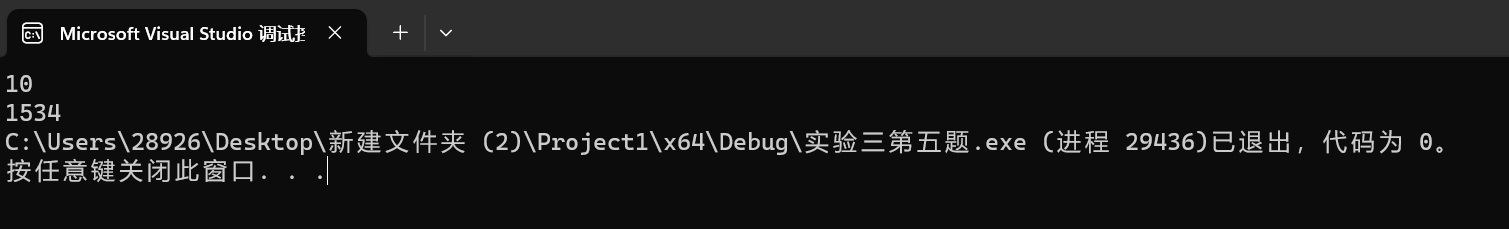 Microsoft Visual Studio 调试
10
1534
C:\Users\28926\Desktop\新建文件夹 (2)\Project1\x64\Debug\实验三第五题.exe (进程 29436)已退出，代码为 0。
按任意键关闭此窗口. . .